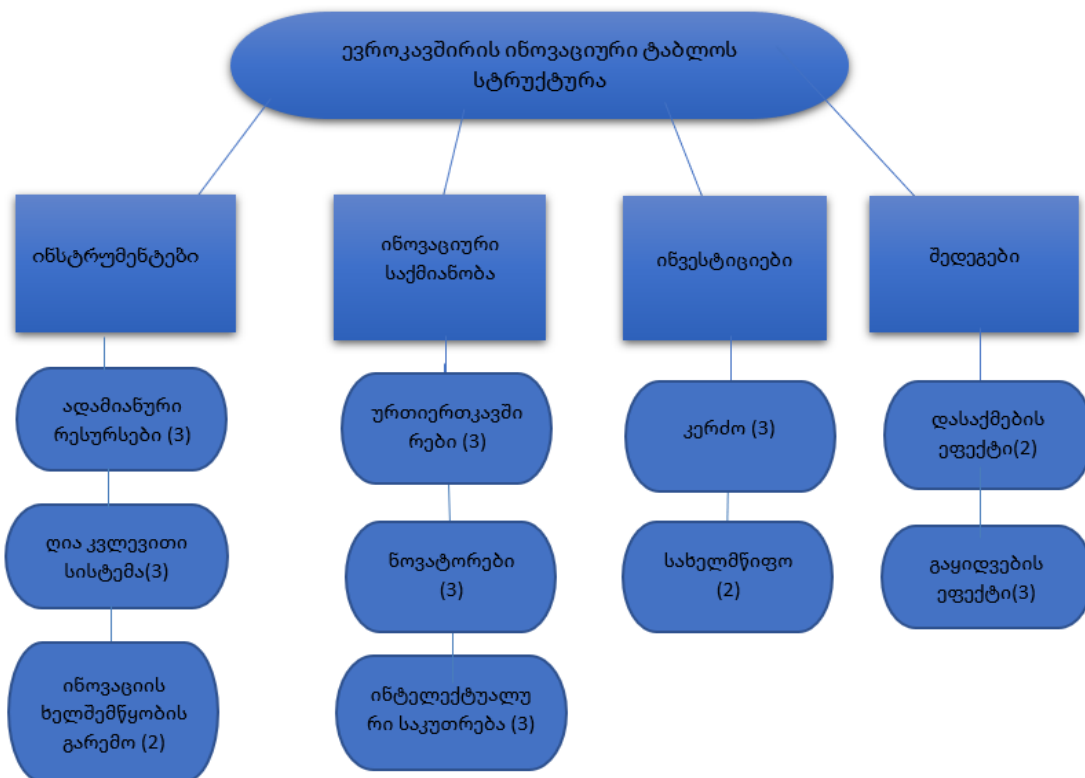 ევროკავშირის ინოვაციური ტაბლოს
სტრუქტურა
ინსტრუმენტები
ინოვაციური
საქმიანობა
ინვესტიციები
შედეგები
ადამიანური
რესურსები (3)
ურთიერთკავში
რები (3)
კერძო (3)
დასაქმების
ეფექტი(2)
ღია კვლევითი
სისტემა(3)
ნოვატორები
(3)
სახელმწიფო
(2)
გაყიდვების
ეფექტი(3)
ინოვაციის
ხელშემწყობის
გარემო (2)
ინტელექტუალუ
რი საკუთრება (3)